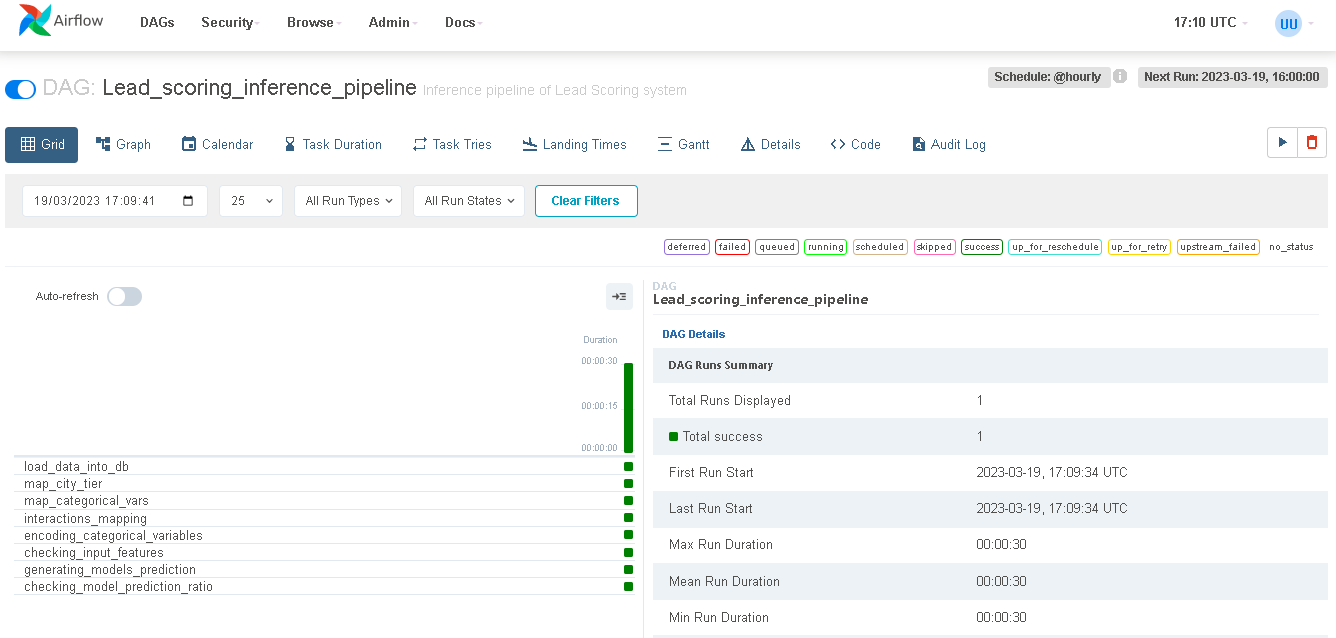 Airflow DAGs Security Browse Admin Docs 17:10 UTC UU
DAG: Lead_scoring_inference_pipeline Inference pipeline of Lead Scoring system Schedule: @hourly i Next Run: 2023-03-19, 16:00:00
Grid Graph Calendar Task Duration Task Tries Landing Times Gantt Details Code Audit Log
19/03/2023 17:09:41 25 All Run Types All Run States Clear Filters
deferred failed queued running scheduled skipped success up_for_reschedule up_for_retry upstream_failed no_status
Auto-refresh
Duration
00:00:30
00:00:15
00:00:00
load_data_into_db
map_city_tier
map_categorical_vars
interactions_mapping
encoding_categorical_variables
checking_input_features
generating_models_prediction
checking_model_prediction_ratio
DAG
Lead_scoring_inference_pipeline
DAG Details
DAG Runs Summary
Total Runs Displayed 1
Total success 1
First Run Start 2023-03-19, 17:09:34 UTC
Last Run Start 2023-03-19, 17:09:34 UTC
Max Run Duration 00:00:30
Mean Run Duration 00:00:30
Min Run Duration 00:00:30